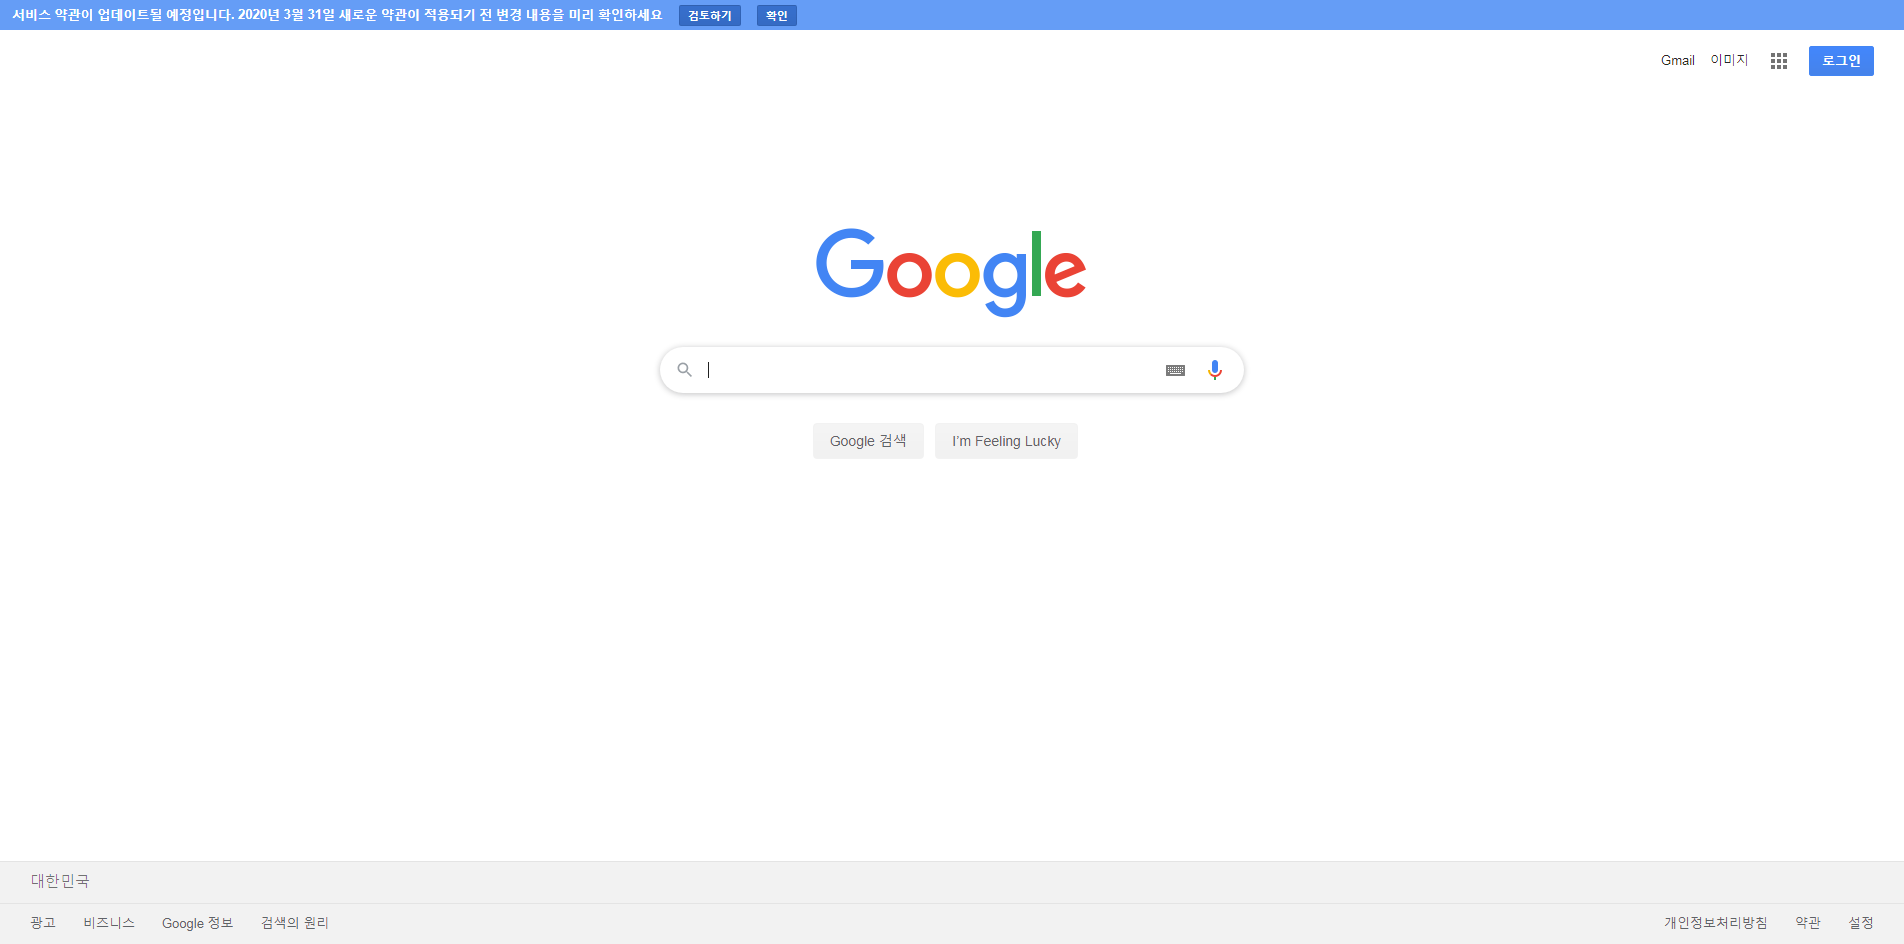 서비스 약관이 업데이트될 예정입니다. 2020년 3월 31일 새로운 약관이 적용되기 전 변경 내용을 미리 확인하세요 검토하기 확인
Gmail 이미지 로그인
Google
Google 검색 I'm Feeling Lucky
대한민국
광고 비즈니스 Google 정보 검색의 원리 개인정보처리방침 약관 설정